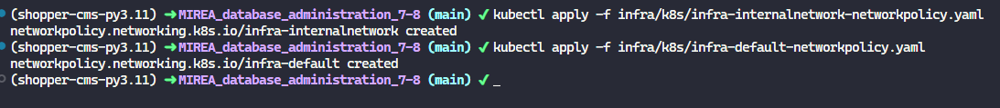 (shopper-cms-py3.11) ➜MIREA_database_administration_7-8 (main) ✓ kubectl apply -f infra/k8s/infra-internalnetwork-networkpolicy.yaml
networkpolicy.networking.k8s.io/infra-internalnetwork created
(shopper-cms-py3.11) ➜MIREA_database_administration_7-8 (main) ✓ kubectl apply -f infra/k8s/infra-default-networkpolicy.yaml
networkpolicy.networking.k8s.io/infra-default created
(shopper-cms-py3.11) ➜MIREA_database_administration_7-8 (main) ✓ _